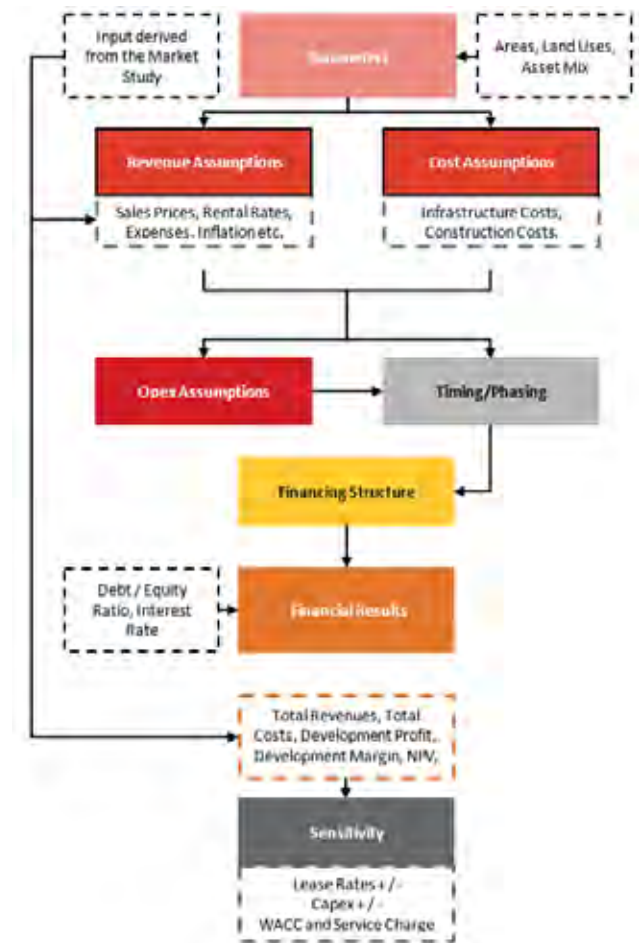 Input derived
from the Market
Study
Parameters
Areas, Land Uses,
Asset Mix
Revenue Assumptions
Cost Assumptions
Sales Prices, Rental Rates,
Expenses. Inflation etc.
Infrastructure Costs,
Construction Costs.
Opex Assumptions
Timing/Phasing
Financing Structure
Debt / Equity
Ratio, Interest
Rate
Financial Results
Total Revenues, Total
Costs, Development Profit,
Development Margin, NPV,
Sensitivity
Lease Rates + / -
Capex + / -
WACC and Service Charge